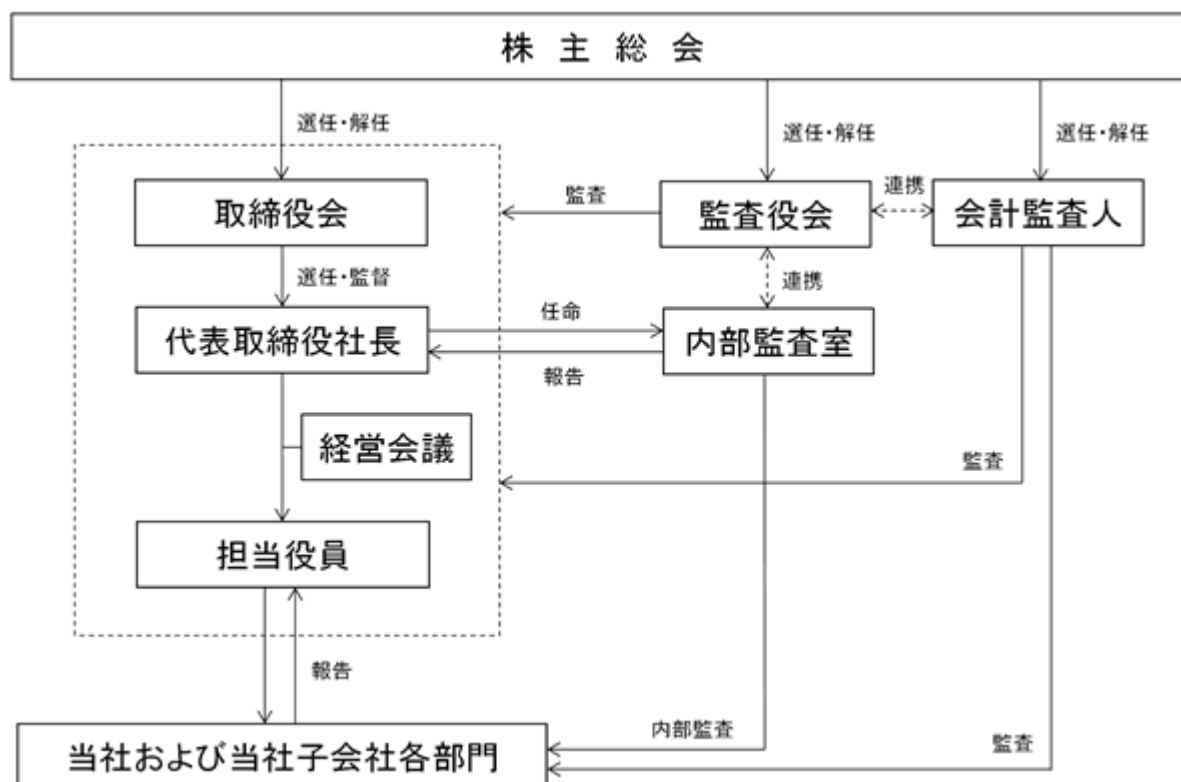 株主総会
選任・解任
選任・解任
選任・解任
取締役会
監査
監査役会
連携
会計監査人
選任・監督
連携
代表取締役社長
任命
報告
内部監査室
経営会議
監査
担当役員
報告
内部監査
監査
当社および当社子会社各部門